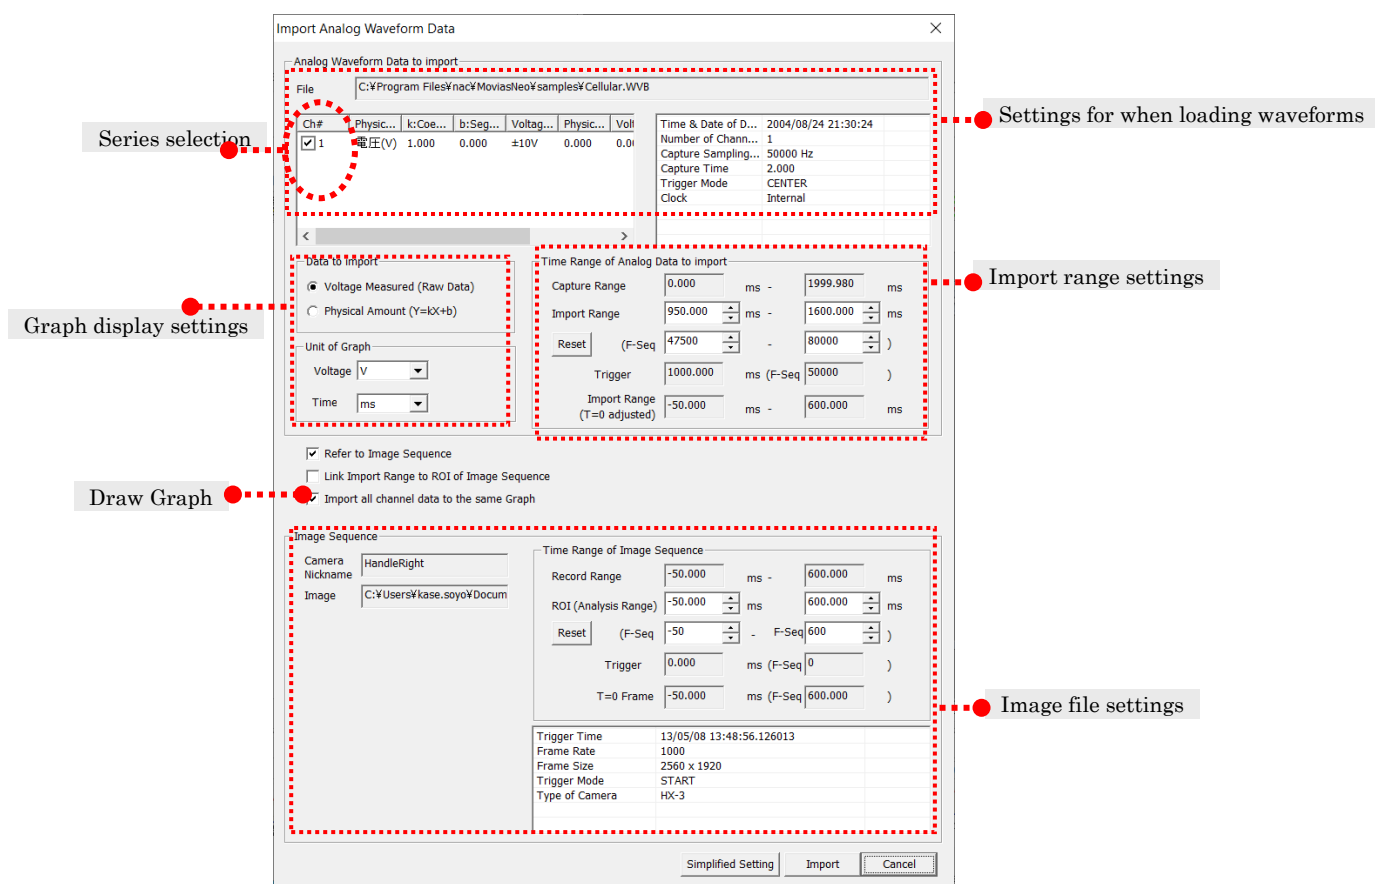 Import Analog Waveform Data
Analog Waveform Data to import
File C:¥Program Files¥nac¥MoviasNeo¥samples¥Cellular.WVB
Settings for when loading waveforms
Series selection
Ch# Physic... k:Coe... b:Seg... Voltag... Physic... Volt
1 電圧(V) 1.000 0.000 ±10V 0.000 0.0
Time & Date of D... 2004/08/24 21:30:24
Number of Chann... 1
Capture Sampling... 50000 Hz
Capture Time 2.000
Trigger Mode CENTER
Clock Internal
Data to import
Voltage Measured (Raw Data)
Physical Amount (Y=kX+b)
Graph display settings
Unit of Graph
Voltage V
Time ms
Time Range of Analog Data to import
Capture Range 0.000 ms - 1999.980 ms
Import range settings
Import Range 950.000 ms - 1600.000 ms
Reset (F-Seq 47500 - 80000 )
Trigger 1000.000 ms (F-Seq 50000 )
Import Range
(T=0 adjusted) -50.000 ms - 600.000 ms
Refer to Image Sequence
Link Import Range to ROI of Image Sequence
Import all channel data to the same Graph
Draw Graph
Image Sequence
Camera
Nickname HandleRight
Image C:¥Users¥kase.soyo¥Docum
Time Range of Image Sequence
Record Range -50.000 ms - 600.000 ms
ROI (Analysis Range) -50.000 ms 600.000 ms
Reset (F-Seq -50 - F-Seq 600 )
Trigger 0.000 ms (F-Seq 0 )
T=0 Frame -50.000 ms (F-Seq 600.000 )
Image file settings
Trigger Time 13/05/08 13:48:56.126013
Frame Rate 1000
Frame Size 2560 x 1920
Trigger Mode START
Type of Camera HX-3
Simplified Setting Import Cancel